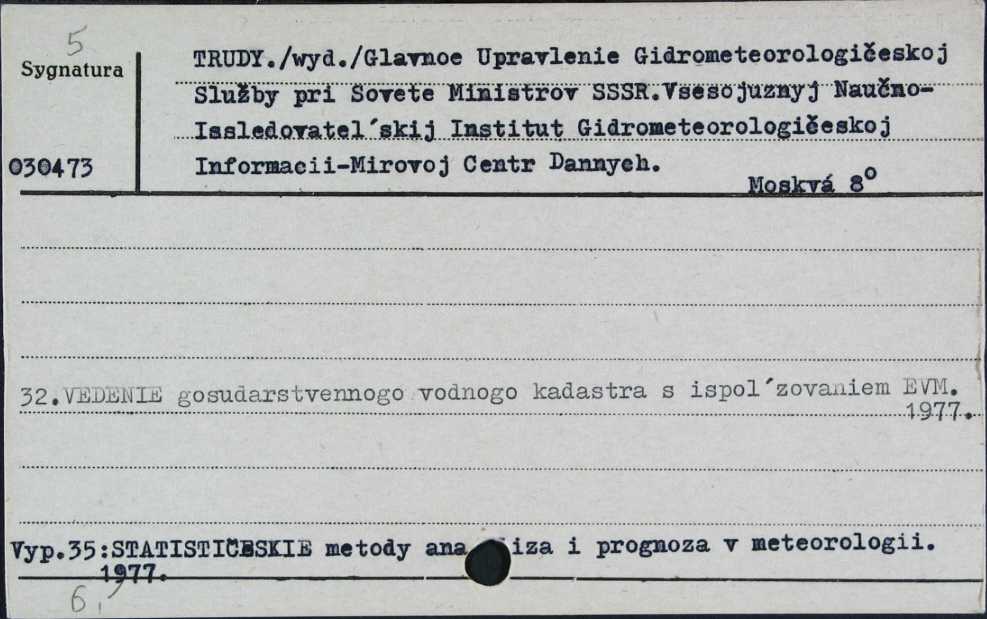 5
Sygnatura
TRUDY./wyd./Glavnoe Upravlenie Gidrometeorologičeskoj
Služby pri Sovete Ministrov SSSR.Vsesojuznyj Naučno-
Issledovatel´skij Institut Gidrometeorologičeskoj
030473
Informacii-Mirovoj Centr Dannych.
Moskvá 8°
32.VEDENIE gosudarstvennogo vodnogo kadastra s ispol´zovaniem EVM.
1977.
Vyp.35:STATISTIČESKIE metody ana iza i prognoza v meteorologii.
1977.
6,